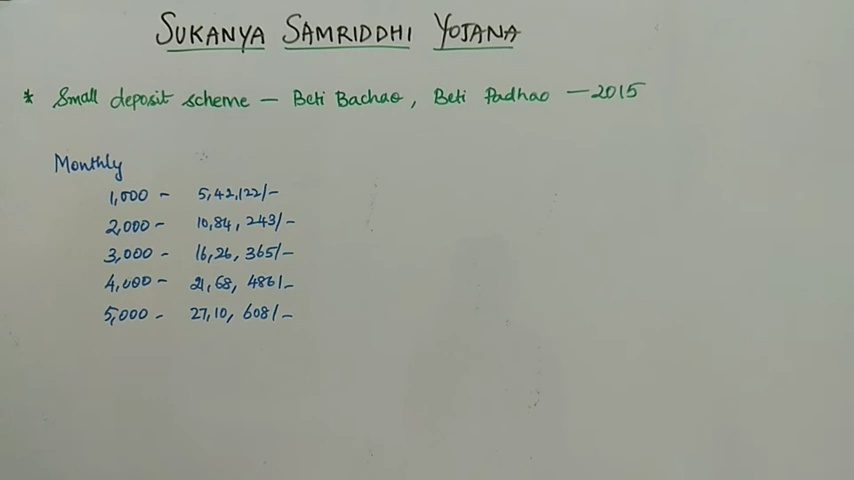 SUKANYA SAMRIDDHI YOJANA
* Small deposit scheme — Beti Bachao, Beti Padhao — 2015
Monthly
1,000 - 5,42,122/-
2,000 - 10,84,243/-
3,000 - 16,26,365/-
4,000 - 21,68,486/-
5,000 - 27,10,608/-